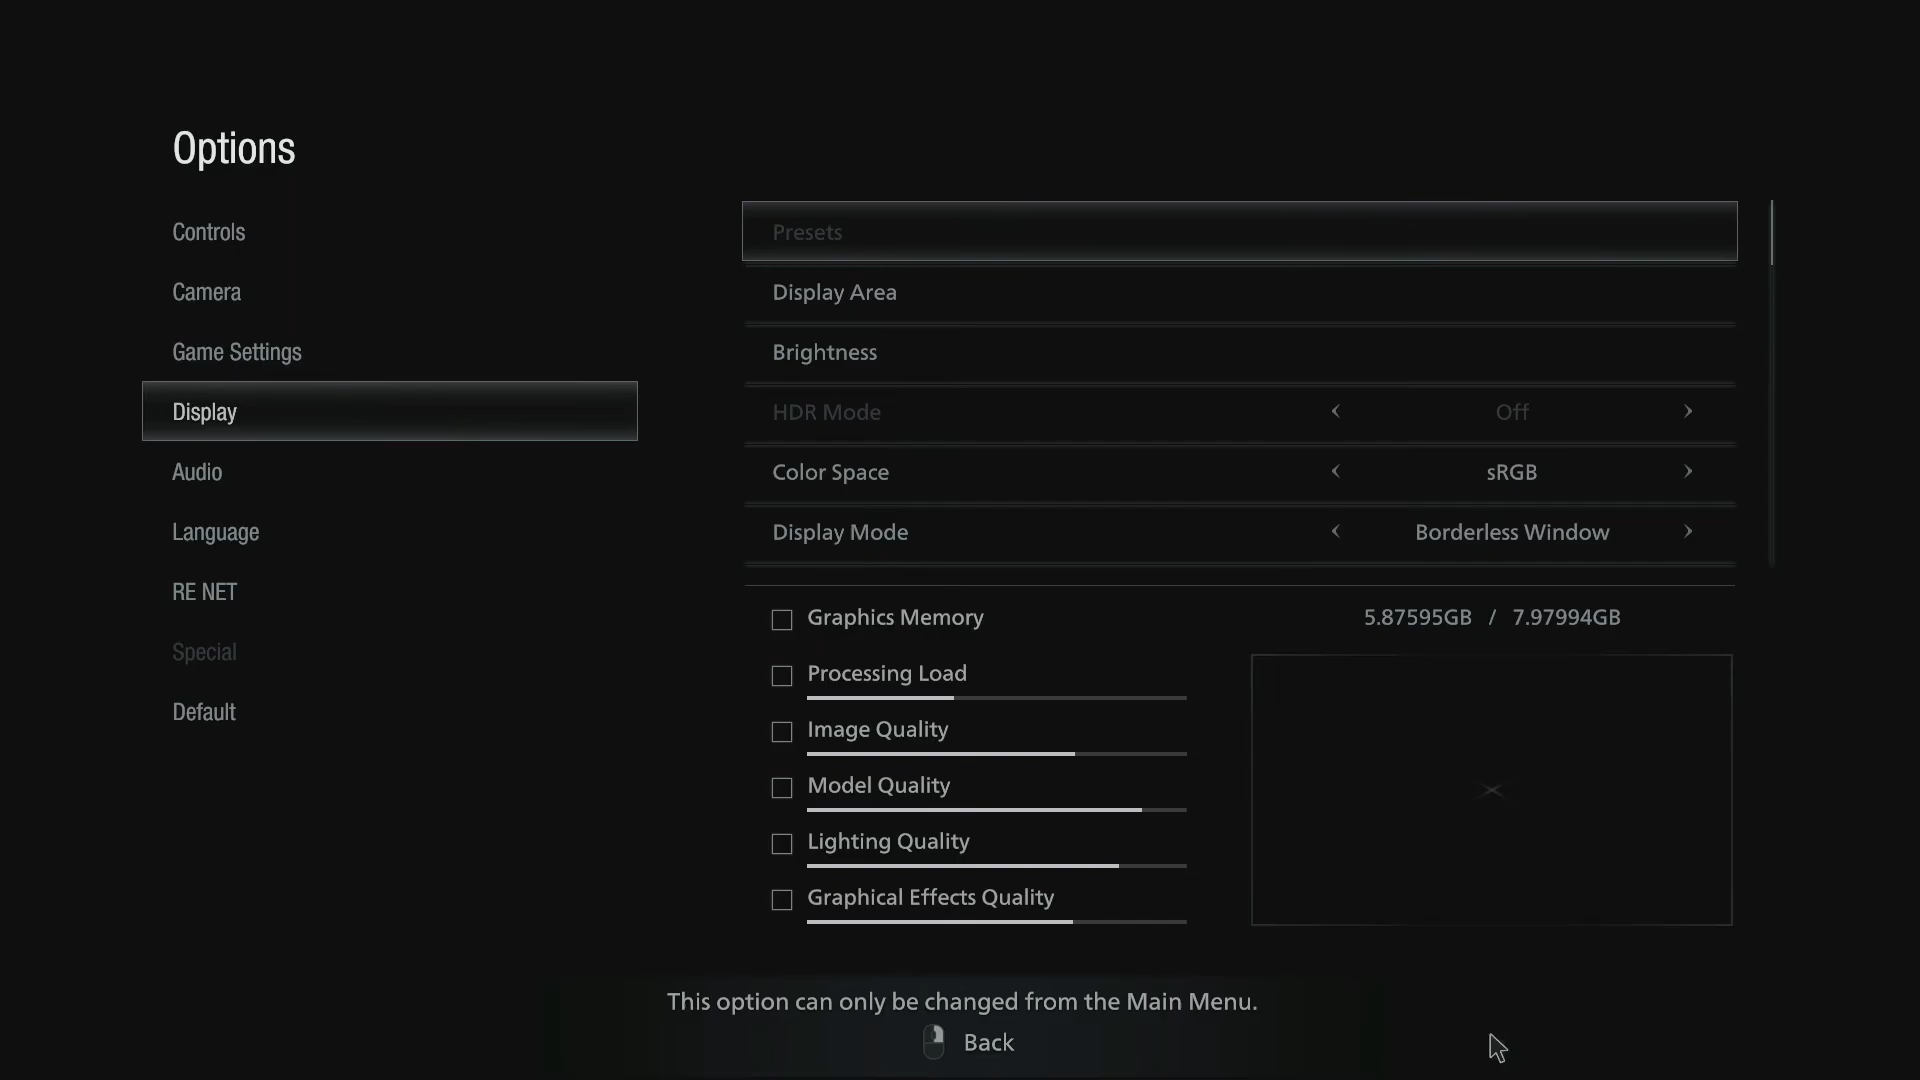 Options
Controls
Camera
Game Settings
Display
Audio
Language
RE NET
Special
Default
Presets
Display Area
Brightness
HDR Mode Off
Color Space sRGB
Display Mode Borderless Window
Graphics Memory 5.87595GB / 7.97994GB
Processing Load
Image Quality
Model Quality
Lighting Quality
Graphical Effects Quality
This option can only be changed from the Main Menu.
Back